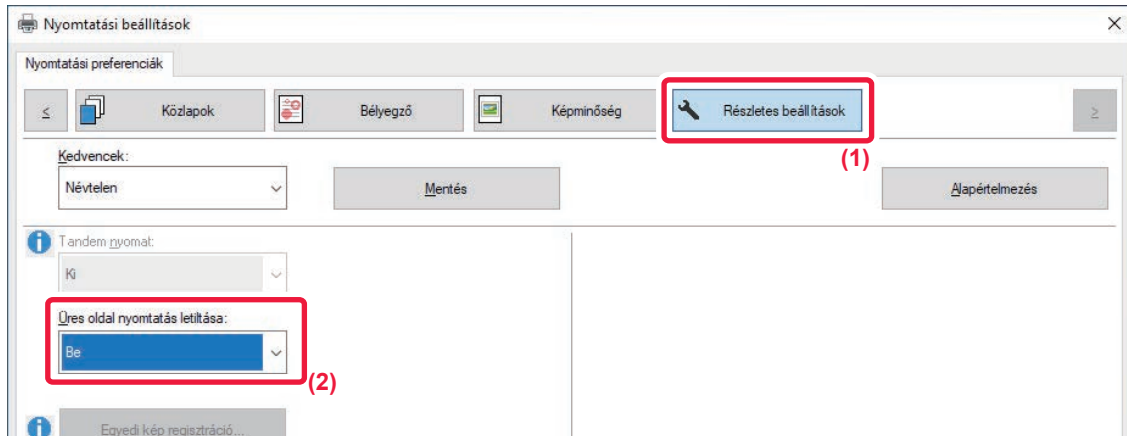 Nyomtatási beállítások
Nyomtatási preferenciák
< Közlapok Bélyegző Képminőség Részletes beállítások >
(1)
Kedvencek:
Névtelen Mentés Alapértelmezés
Tandem nyomat:
Ki
Üres oldal nyomtatás letiltása:
Be
(2)
Egyedi kép regisztráció...